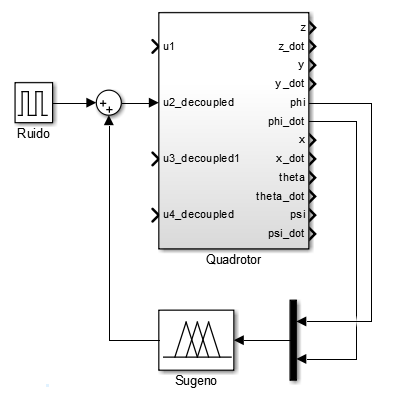 z
u1
z_dot
y
y_dot
u2_decoupled
phi
phi_dot
Ruido
x
u3_decoupled1
x_dot
theta
theta_dot
u4_decoupled
psi
psi_dot
Quadrotor
Sugeno